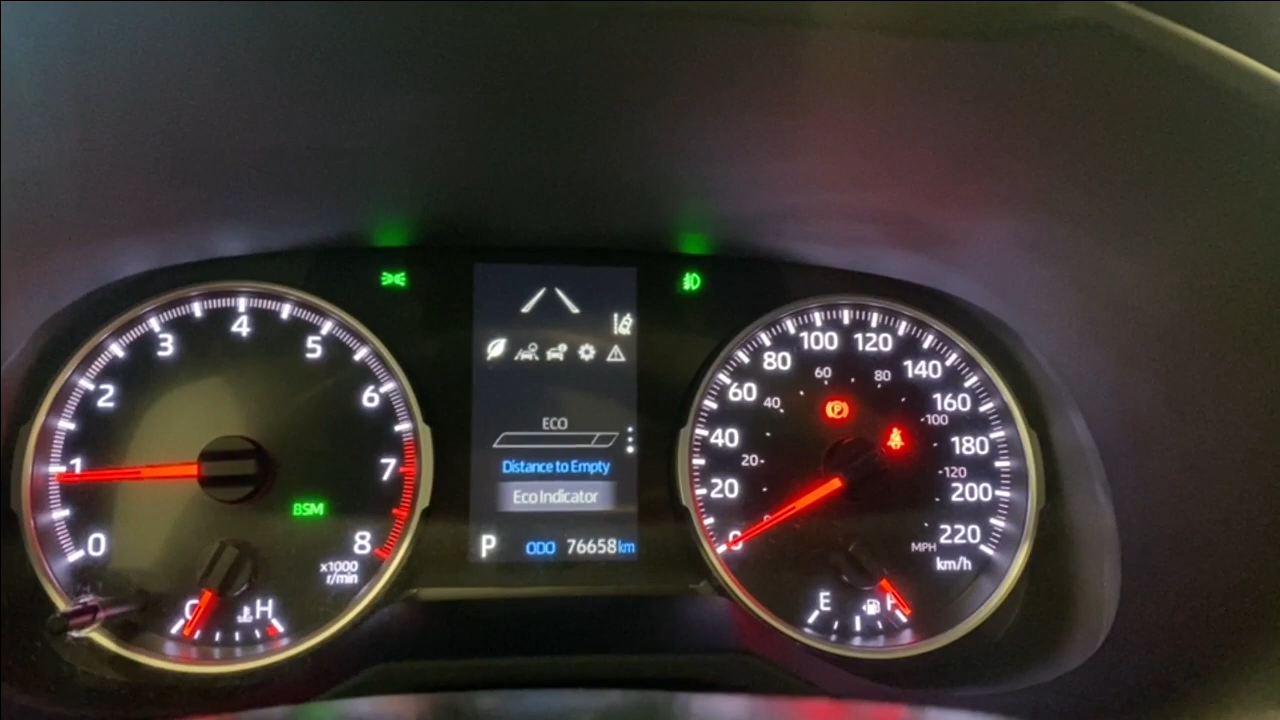 0
1
2
3
4
5
6
7
8
x1000
r/min
BSM
C
H
ECO
Distance to Empty
Eco Indicator
P
ODO 76658 km
0
20
40
60
80
100
120
140
160
180
200
220
km/h
20
40
60
80
100
120
MPH
P
E
F